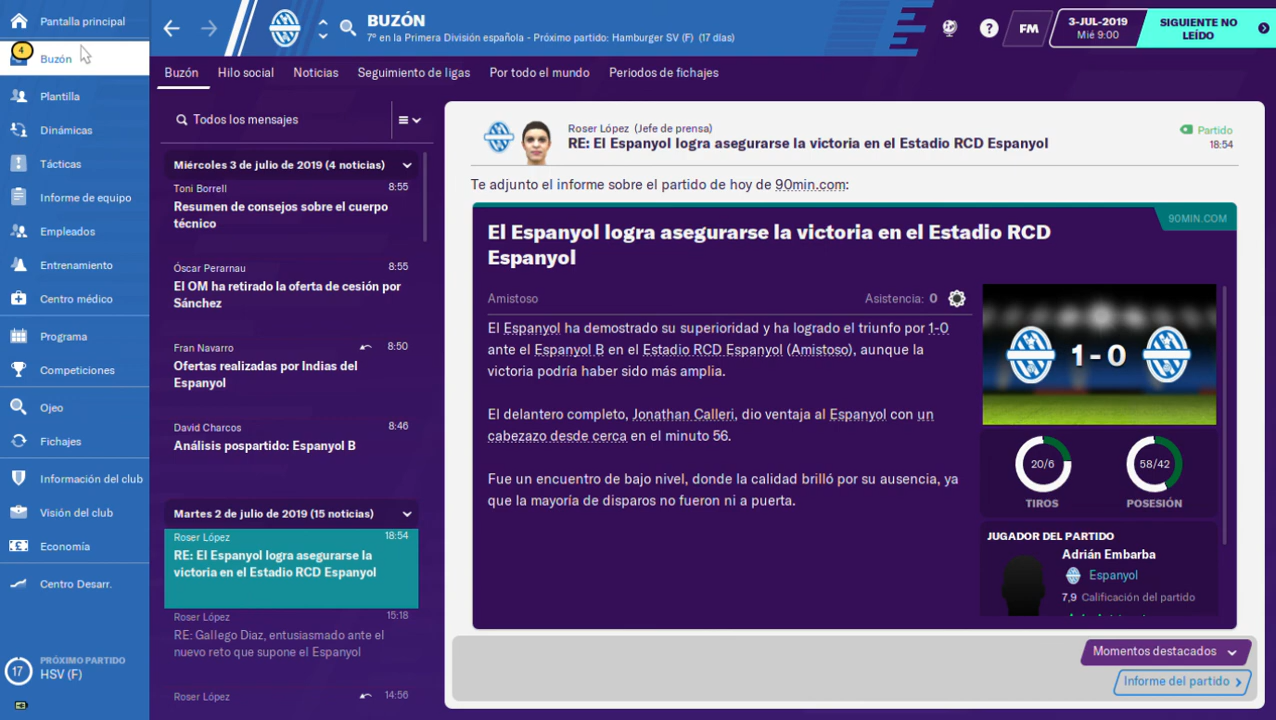 Pantalla principal
4
Buzón
Plantilla
Dinámicas
Tácticas
Informe de equipo
Empleados
Entrenamiento
Centro médico
Programa
Competiciones
Ojeo
Fichajes
Información del club
Visión del club
Economía
Centro Desarr.
17
PRÓXIMO PARTIDO
HSV (F)
BUZÓN
7º en la Primera División española - Próximo partido: Hamburger SV (F) (17 días)
?
FM
3-JUL-2019
Mié 9:00
SIGUIENTE NO
LEÍDO
Buzón
Hilo social
Noticias
Seguimiento de ligas
Por todo el mundo
Periodos de fichajes
Todos los mensajes
Miércoles 3 de julio de 2019 (4 noticias)
Toni Borrell 8:55
Resumen de consejos sobre el cuerpo
técnico
Óscar Perarnau 8:55
El OM ha retirado la oferta de cesión por
Sánchez
Fran Navarro 8:50
Ofertas realizadas por Indias del
Espanyol
David Charcos 8:46
Análisis pospartido: Espanyol B
Martes 2 de julio de 2019 (15 noticias)
Roser López 18:54
RE: El Espanyol logra asegurarse la
victoria en el Estadio RCD Espanyol
Roser López 15:18
RE: Gallego Díaz, entusiasmado ante el
nuevo reto que supone el Espanyol
Roser López 14:56
Roser López (Jefe de prensa)
RE: El Espanyol logra asegurarse la victoria en el Estadio RCD Espanyol
Partido
18:54
Te adjunto el informe sobre el partido de hoy de 90min.com:
90MIN.COM
El Espanyol logra asegurarse la victoria en el Estadio RCD
Espanyol
Amistoso
Asistencia: 0
El Espanyol ha demostrado su superioridad y ha logrado el triunfo por 1-0
ante el Espanyol B en el Estadio RCD Espanyol (Amistoso), aunque la
victoria podría haber sido más amplia.
El delantero completo, Jonathan Calleri, dio ventaja al Espanyol con un
cabezazo desde cerca en el minuto 56.
Fue un encuentro de bajo nivel, donde la calidad brilló por su ausencia, ya
que la mayoría de disparos no fueron ni a puerta.
1 - 0
20/6
TIROS
58/42
POSESIÓN
JUGADOR DEL PARTIDO
Adrián Embarba
Espanyol
7,9 Calificación del partido
Momentos destacados
Informe del partido